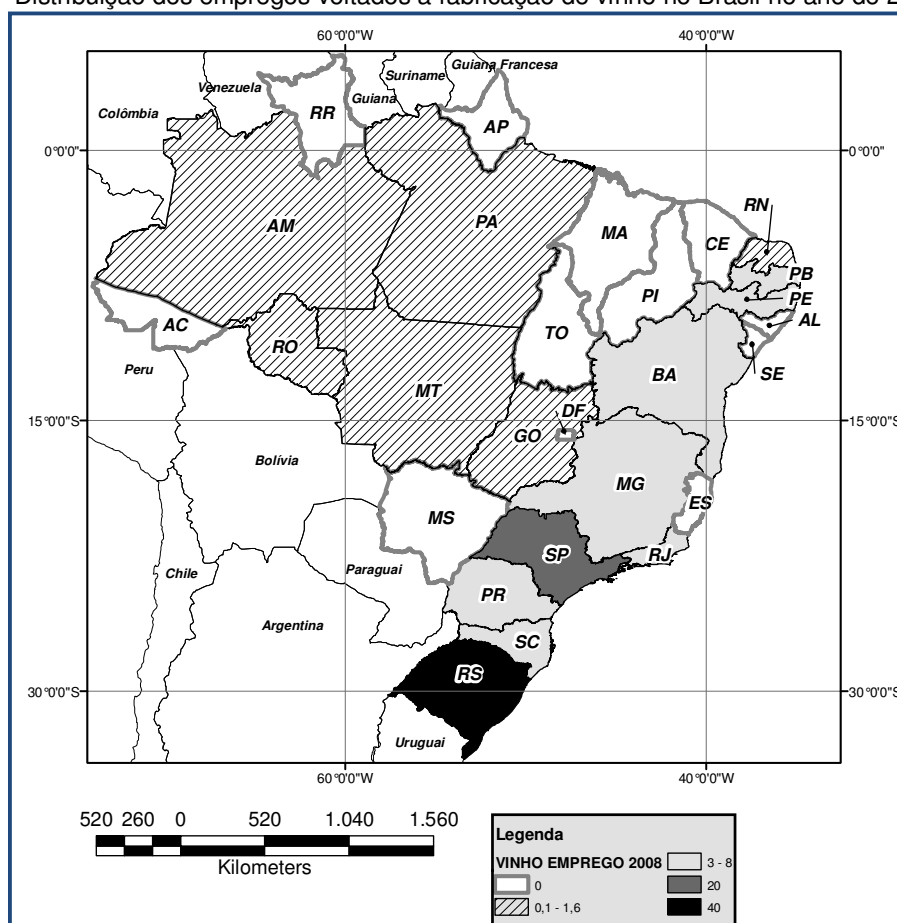 Distribuição dos empregos voltados à fabricação de vinho no Brasil no ano de
60°0'0"W 40°0'0"W
Suriname Guiana Francesa
Venezuela
Guiana
Colômbia
RR
AP
0°0'0" 0°0'0"
RN
AM
PA
MA
CE
PB
PI
PE
AL
AC
TO
RO
SE
Peru
BA
MT
15°0'0"S 15°0'0"S
DF
GO
Bolívia
MG
ES
MS
SP
RJ
Chile
Paraguai
PR
Argentina
SC
RS
30°0'0"S 30°0'0"S
Uruguai
60°0'0"W 40°0'0"W
520 260 0 520 1.040 1.560
Kilometers
Legenda
VINHO EMPREGO 2008
3 - 8
0
20
0,1 - 1,6
40